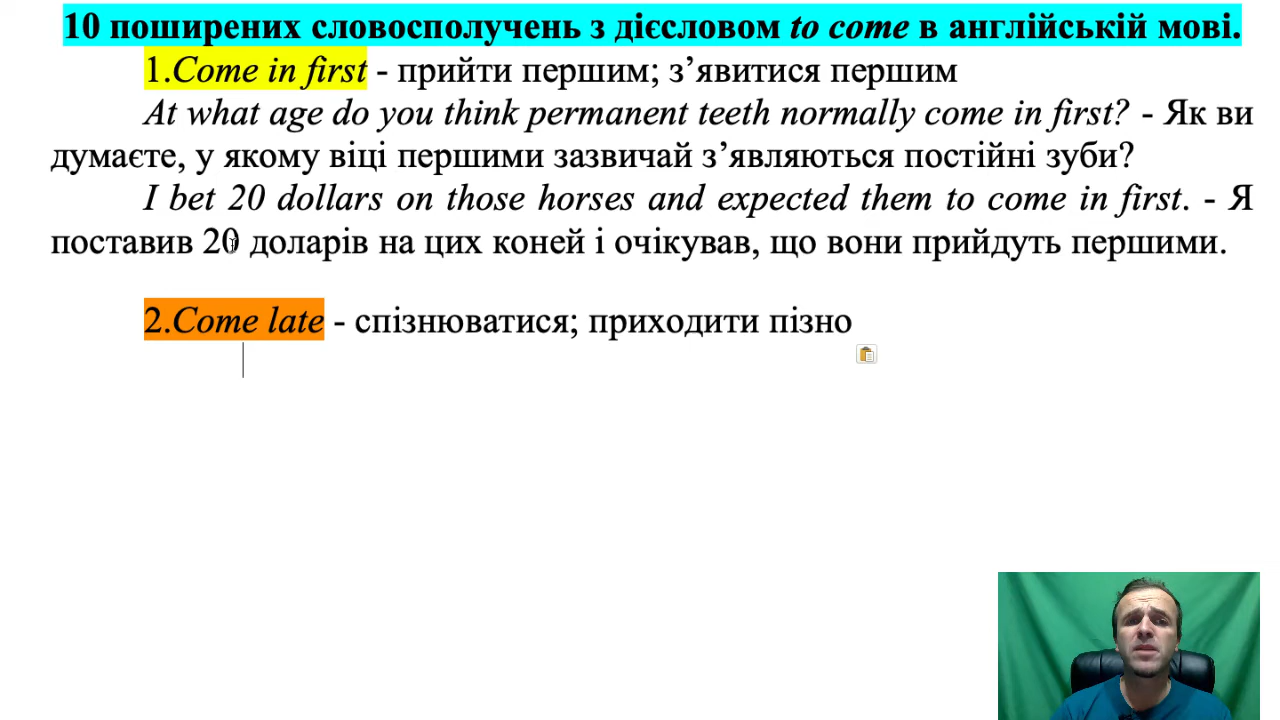 10 поширених словосполучень з дієсловом to come в англійській мові.
1.Come in first - прийти першим; з’явитися першим
At what age do you think permanent teeth normally come in first? - Як ви
думаєте, у якому віці першими зазвичай з’являються постійні зуби?
I bet 20 dollars on those horses and expected them to come in first. - Я
поставив 20 доларів на цих коней і очікував, що вони прийдуть першими.
2.Come late - спізнюватися; приходити пізно